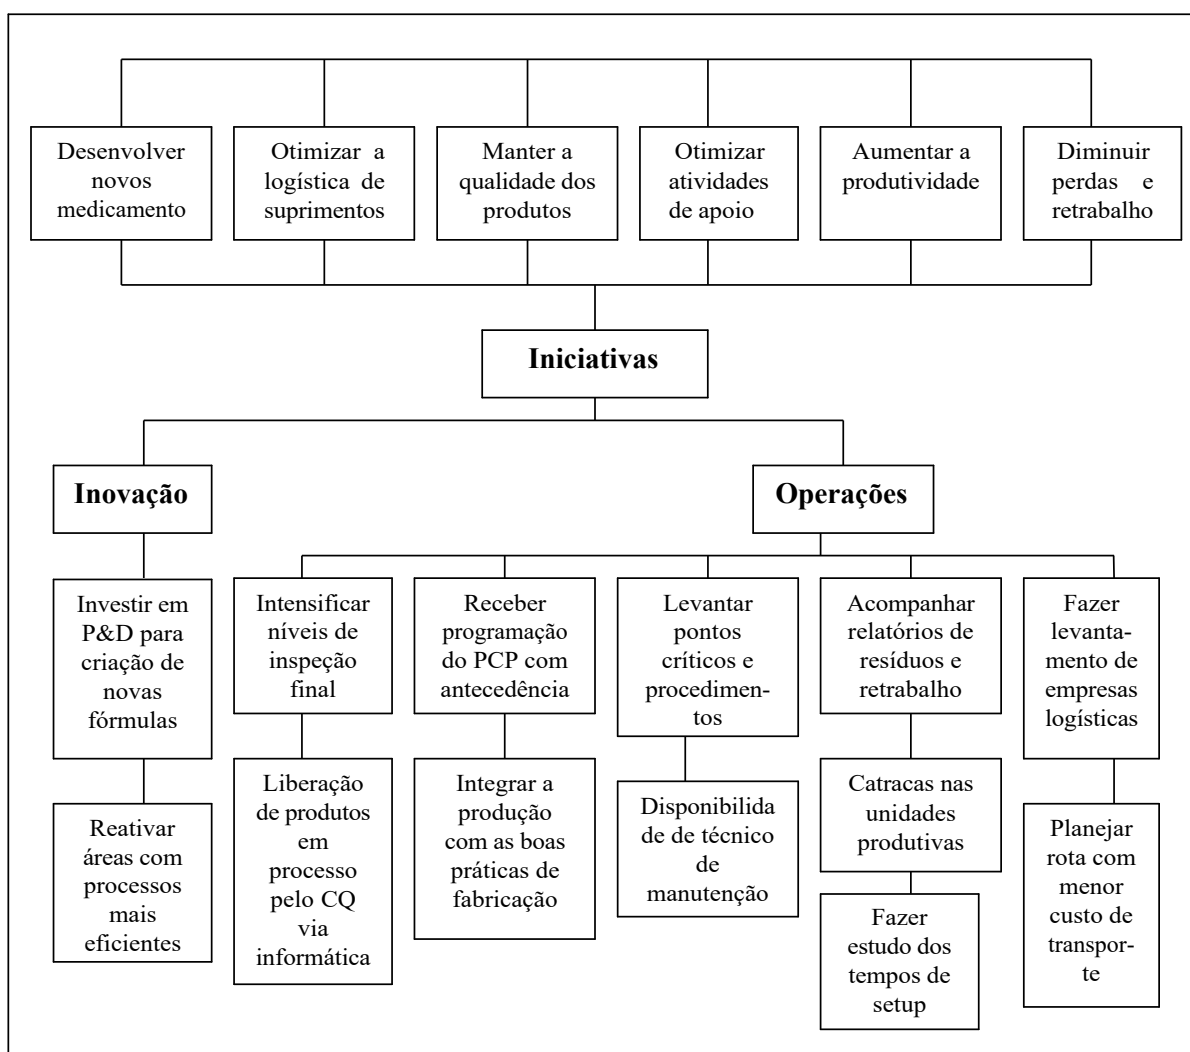 Desenvolver
novos
medicamento
Otimizar a
logística de
suprimentos
Manter a
qualidade dos
produtos
Otimizar
atividades
de apoio
Aumentar a
produtividade
Diminuir
perdas e
retrabalho
Iniciativas
Inovação
Operações
Investir em
P&D para
criação de
novas
fórmulas
Intensificar
níveis de
inspeção
final
Receber
programação
do PCP com
antecedência
Levantar
pontos
críticos e
procedimen-
tos
Acompanhar
relatórios de
resíduos e
retrabalho
Fazer
levanta-
mento de
empresas
logísticas
Reativar
áreas com
processos
mais
eficientes
Liberação
de produtos
em
processo
pelo CQ
via
informática
Integrar a
produção
com as boas
práticas de
fabricação
Disponibilida
de de técnico
de
manutenção
Catracas nas
unidades
produtivas
Fazer
estudo dos
tempos de
setup
Planejar
rota com
menor
custo de
transpor-
te